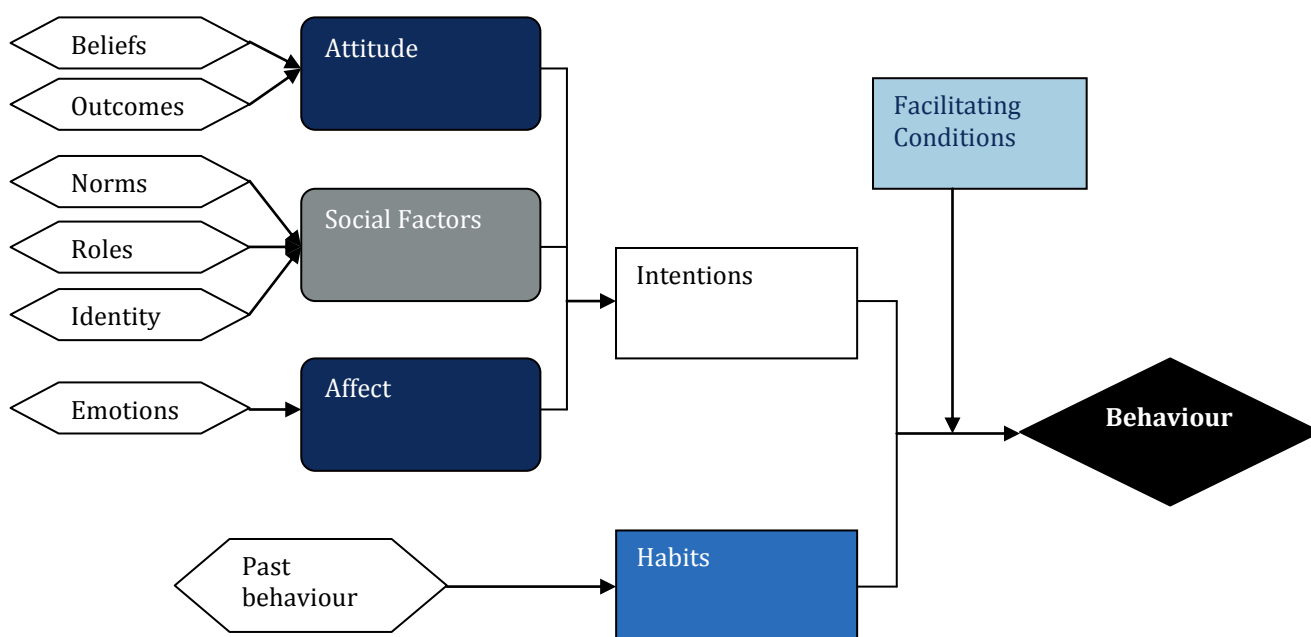 Beliefs
Outcomes
Norms
Roles
Identity
Emotions
Past
behaviour
Attitude
Social Factors
Affect
Intentions
Habits
Facilitating
Conditions
Behaviour